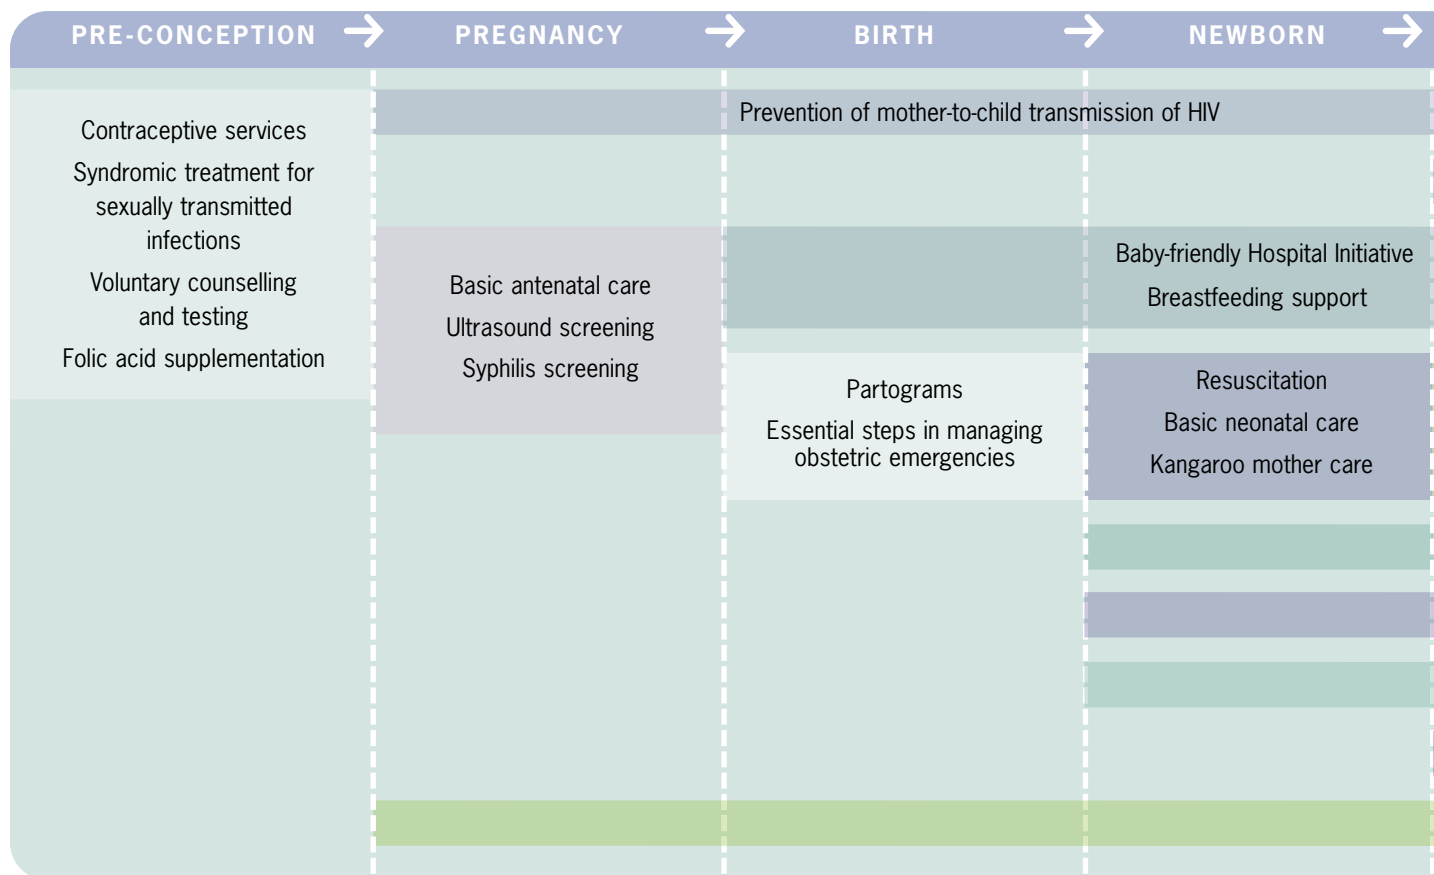 PRE-CONCEPTION
PREGNANCY
BIRTH
NEWBORN
Prevention of mother-to-child transmission of HIV
Contraceptive services
Syndromic treatment for
sexually transmitted
infections
Voluntary counselling
and testing
Folic acid supplementation
Basic antenatal care
Ultrasound screening
Syphilis screening
Baby-friendly Hospital Initiative
Breastfeeding support
Partograms
Essential steps in managing
obstetric emergencies
Resuscitation
Basic neonatal care
Kangaroo mother care